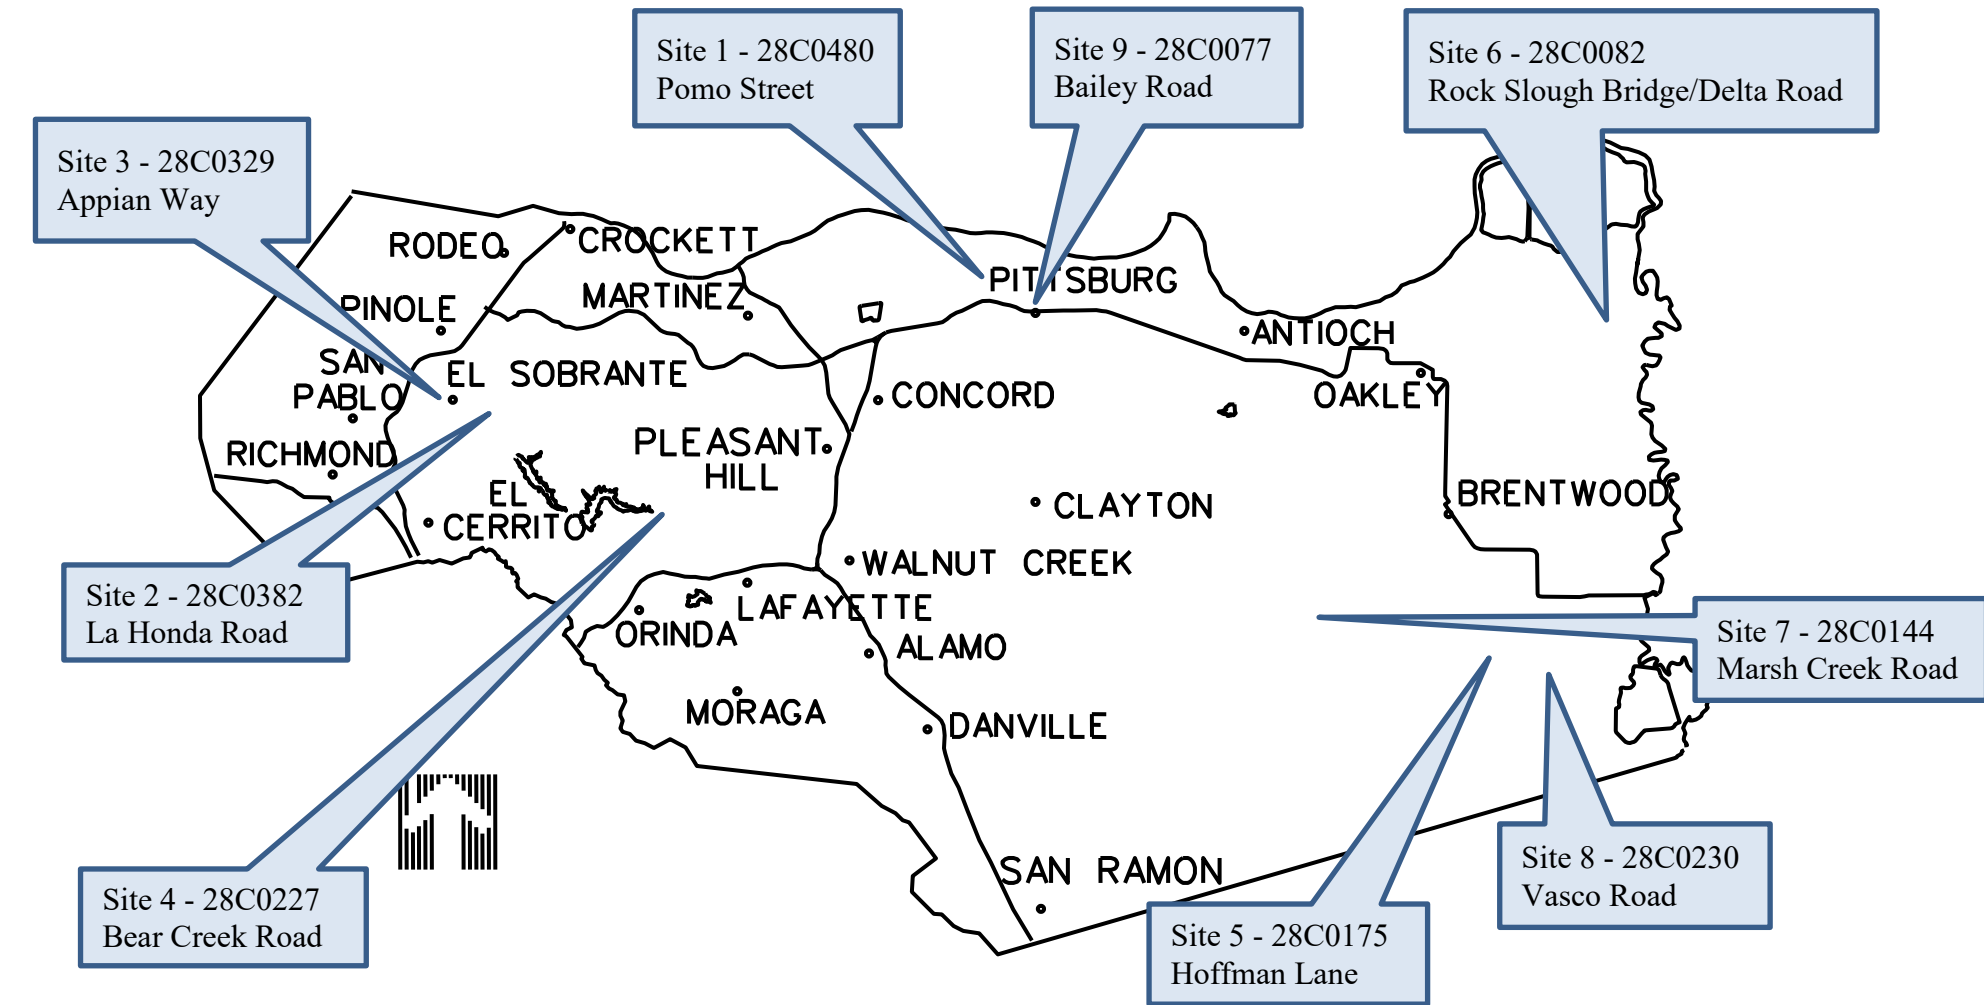 Site 1 - 28C0480
Pomo Street
Site 9 - 28C0077
Bailey Road
Site 6 - 28C0082
Rock Slough Bridge/Delta Road
Site 3 - 28C0329
Appian Way
RODEO
CROCKETT
PITTSBURG
PINOLE
MARTINEZ
ANTIOCH
SAN
PABLO
EL SOBRANTE
CONCORD
OAKLEY
RICHMOND
PLEASANT
HILL
EL
CERRITO
CLAYTON
BRENTWOOD
WALNUT CREEK
Site 2 - 28C0382
La Honda Road
LAFAYETTE
ORINDA
ALAMO
Site 7 - 28C0144
Marsh Creek Road
MORAGA
DANVILLE
SAN RAMON
Site 8 - 28C0230
Vasco Road
Site 4 - 28C0227
Bear Creek Road
Site 5 - 28C0175
Hoffman Lane